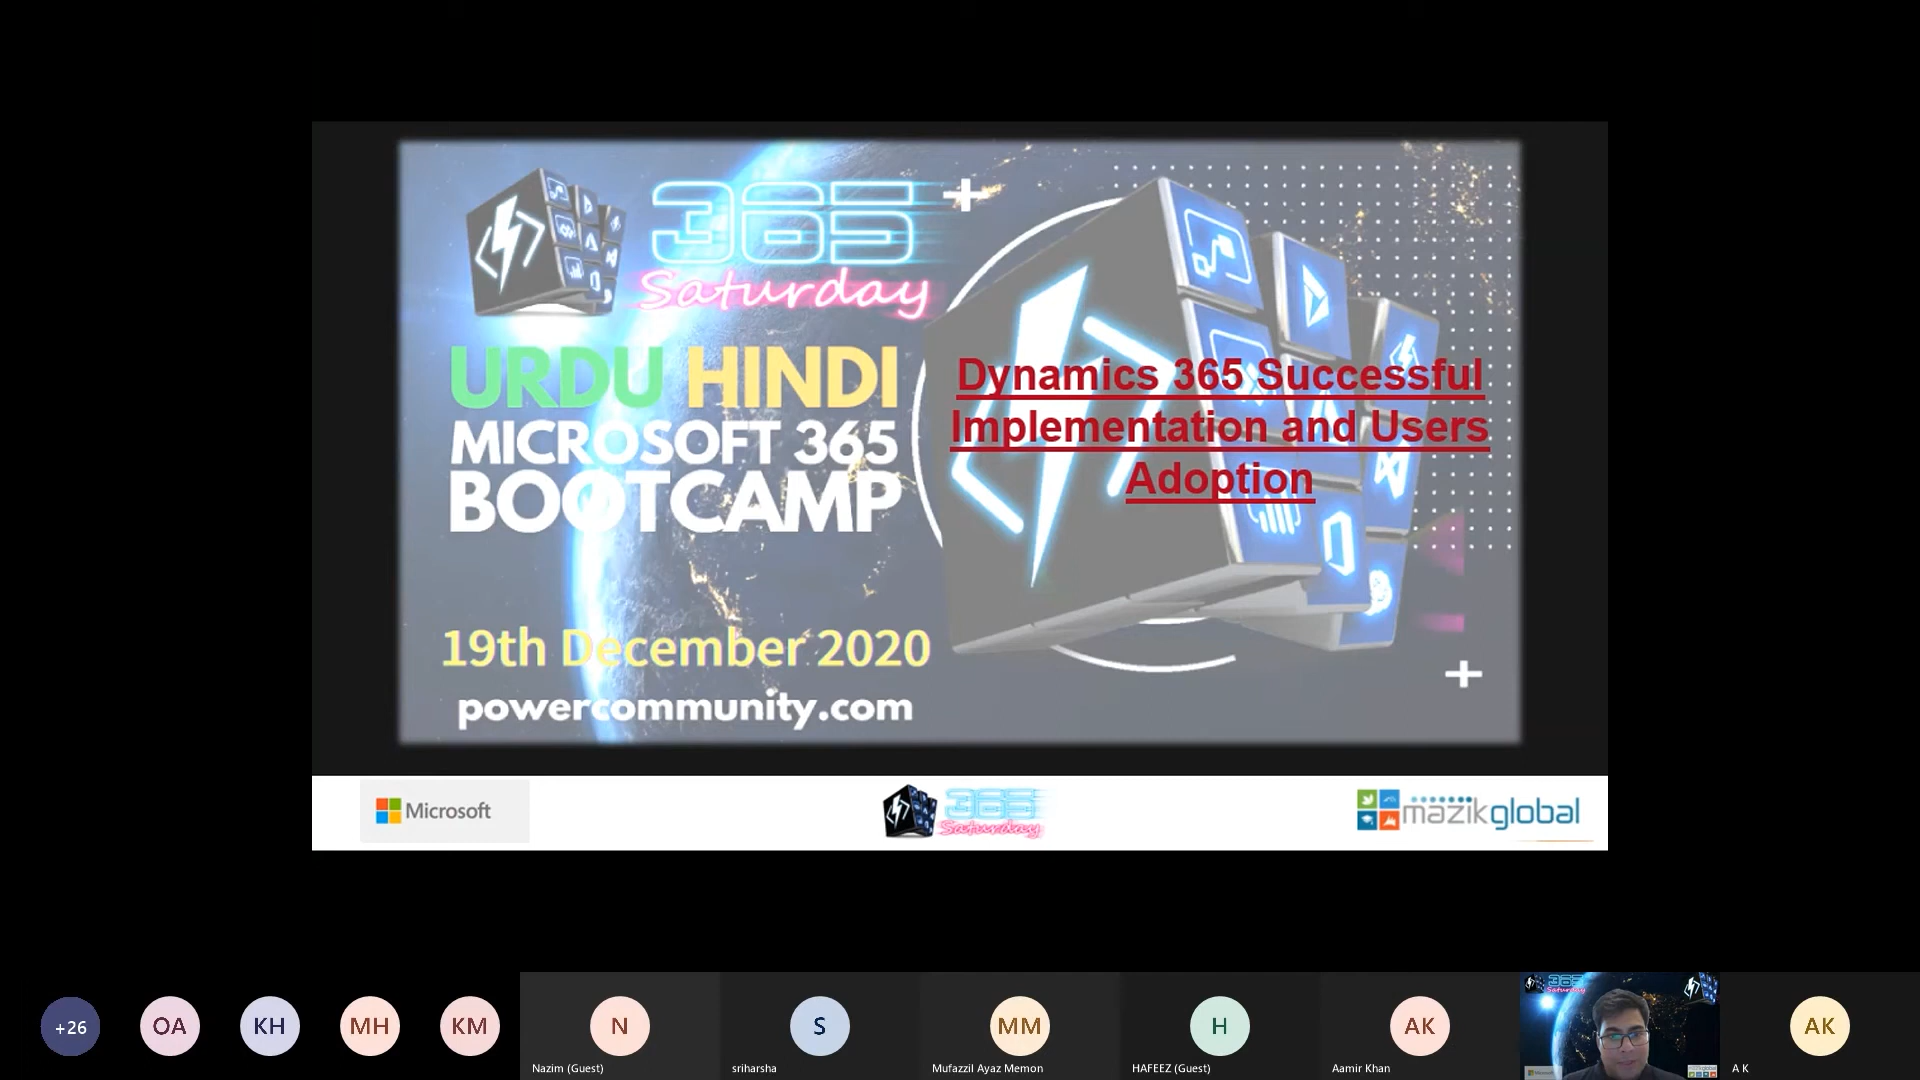 365
Saturday
URDU HINDI
MICROSOFT 365
BOOTCAMP
19th December 2020
powercommunity.com
Dynamics 365 Successful
Implementation and Users
Adoption
Microsoft
365
Saturday
mazikglobal
+26
OA
KH
MH
KM
N
S
MM
H
AK
AK
Nazim (Guest)
sriharsha
Mufazzil Ayaz Memon
HAFEEZ (Guest)
Aamir Khan
365
Saturday
A K